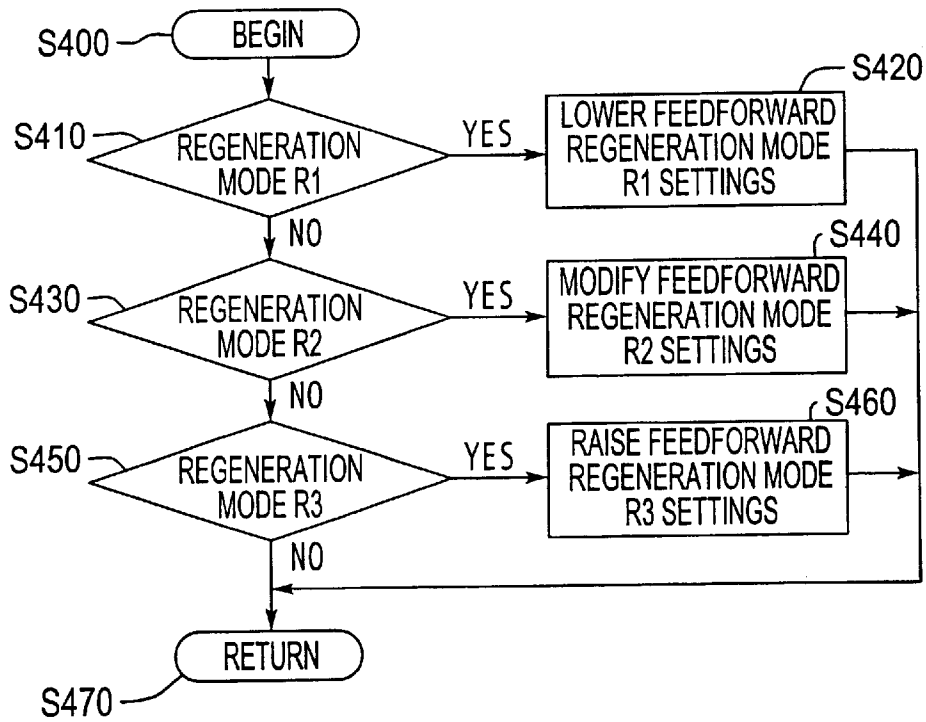 S400
BEGIN
S410
REGENERATION
MODE R1
YES
S420
LOWER FEEDFORWARD
REGENERATION MODE
R1 SETTINGS
NO
S430
REGENERATION
MODE R2
YES
S440
MODIFY FEEDFORWARD
REGENERATION MODE
R2 SETTINGS
NO
S450
REGENERATION
MODE R3
YES
S460
RAISE FEEDFORWARD
REGENERATION MODE
R3 SETTINGS
NO
RETURN
S470